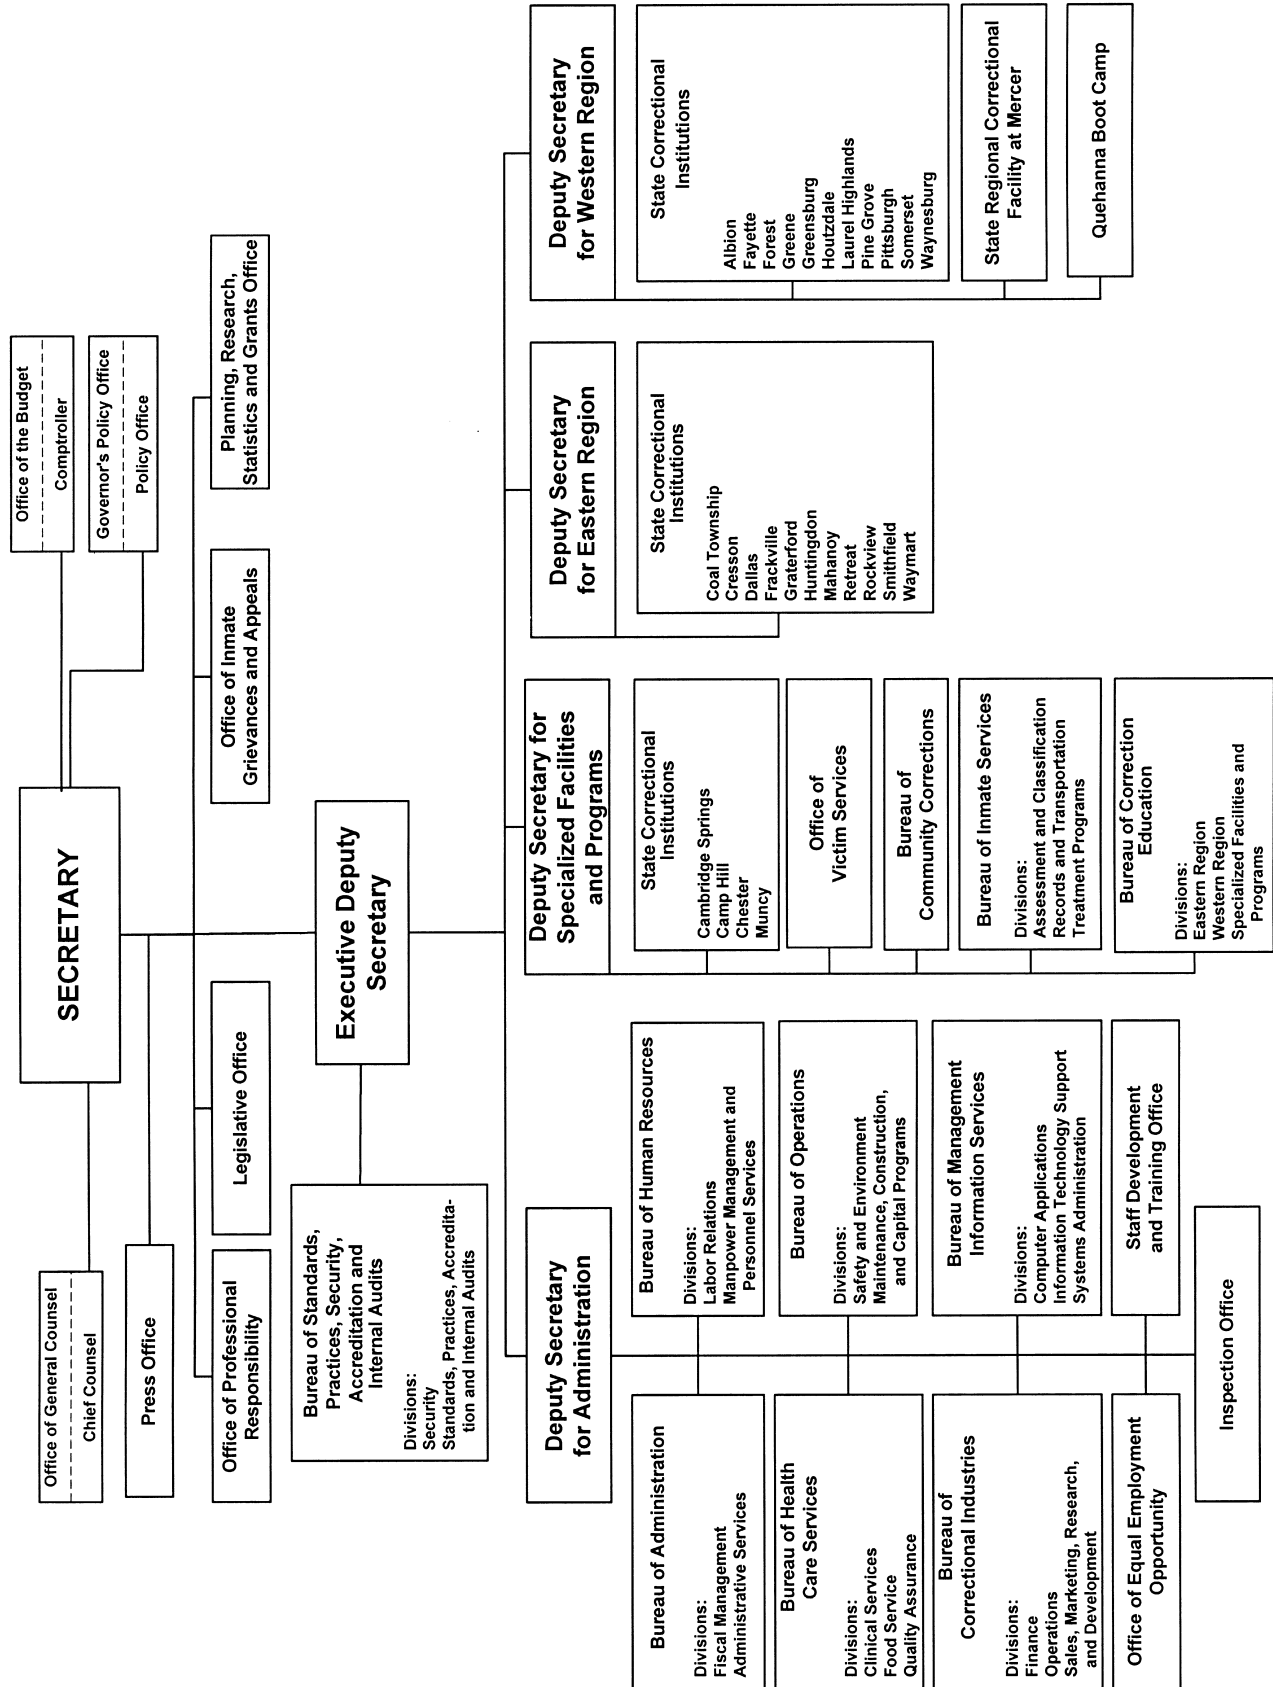 Office of General Counsel
Chief Counsel
SECRETARY
Office of the Budget
Comptroller
Governor's Policy Office
Policy Office
Press Office
Office of Professional
Responsibility
Legislative Office
Office of Inmate
Grievances and Appeals
Planning, Research,
Statistics and Grants Office
Bureau of Standards,
Practices, Security,
Accreditation and
Internal Audits
Divisions:
Security
Standards, Practices, Accredita-
tion and Internal Audits
Executive Deputy
Secretary
Deputy Secretary
for Administration
Bureau of Administration
Divisions:
Fiscal Management
Administrative Services
Bureau of Human Resources
Divisions:
Labor Relations
Manpower Management and
Personnel Services
Bureau of Health
Care Services
Divisions:
Clinical Services
Food Service
Quality Assurance
Bureau of Operations
Divisions:
Safety and Environment
Maintenance, Construction,
and Capital Programs
Bureau of
Correctional Industries
Divisions:
Finance
Operations
Sales, Marketing, Research,
and Development
Bureau of Management
Information Services
Divisions:
Computer Applications
Information Technology Support
Systems Administration
Office of Equal Employment
Opportunity
Staff Development
and Training Office
Inspection Office
Deputy Secretary for
Specialized Facilities
and Programs
State Correctional
Institutions
Cambridge Springs
Camp Hill
Chester
Muncy
Office of
Victim Services
Bureau of
Community Corrections
Bureau of Inmate Services
Divisions:
Assessment and Classification
Records and Transportation
Treatment Programs
Bureau of Correction
Education
Divisions:
Eastern Region
Western Region
Specialized Facilities and
Programs
Deputy Secretary
for Eastern Region
State Correctional
Institutions
Coal Township
Cresson
Dallas
Frackville
Graterford
Huntingdon
Mahanoy
Retreat
Rockview
Smithfield
Waymart
Deputy Secretary
for Western Region
State Correctional
Institutions
Albion
Fayette
Forest
Greene
Greensburg
Houtzdale
Laurel Highlands
Pine Grove
Pittsburgh
Somerset
Waynesburg
State Regional Correctional
Facility at Mercer
Quehanna Boot Camp